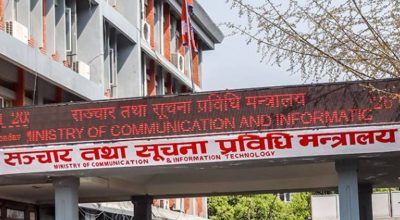 सञ्चार तथा सूचना प्रविधि मन्त्रालय
MINISTRY OF COMMUNICATION AND INFORMATIC
सञ्चार तथा सूचना प्रविधि मन्त्रालय
MINISTRY OF COMMUNICATION & INFORMATION TECHNOLOGY